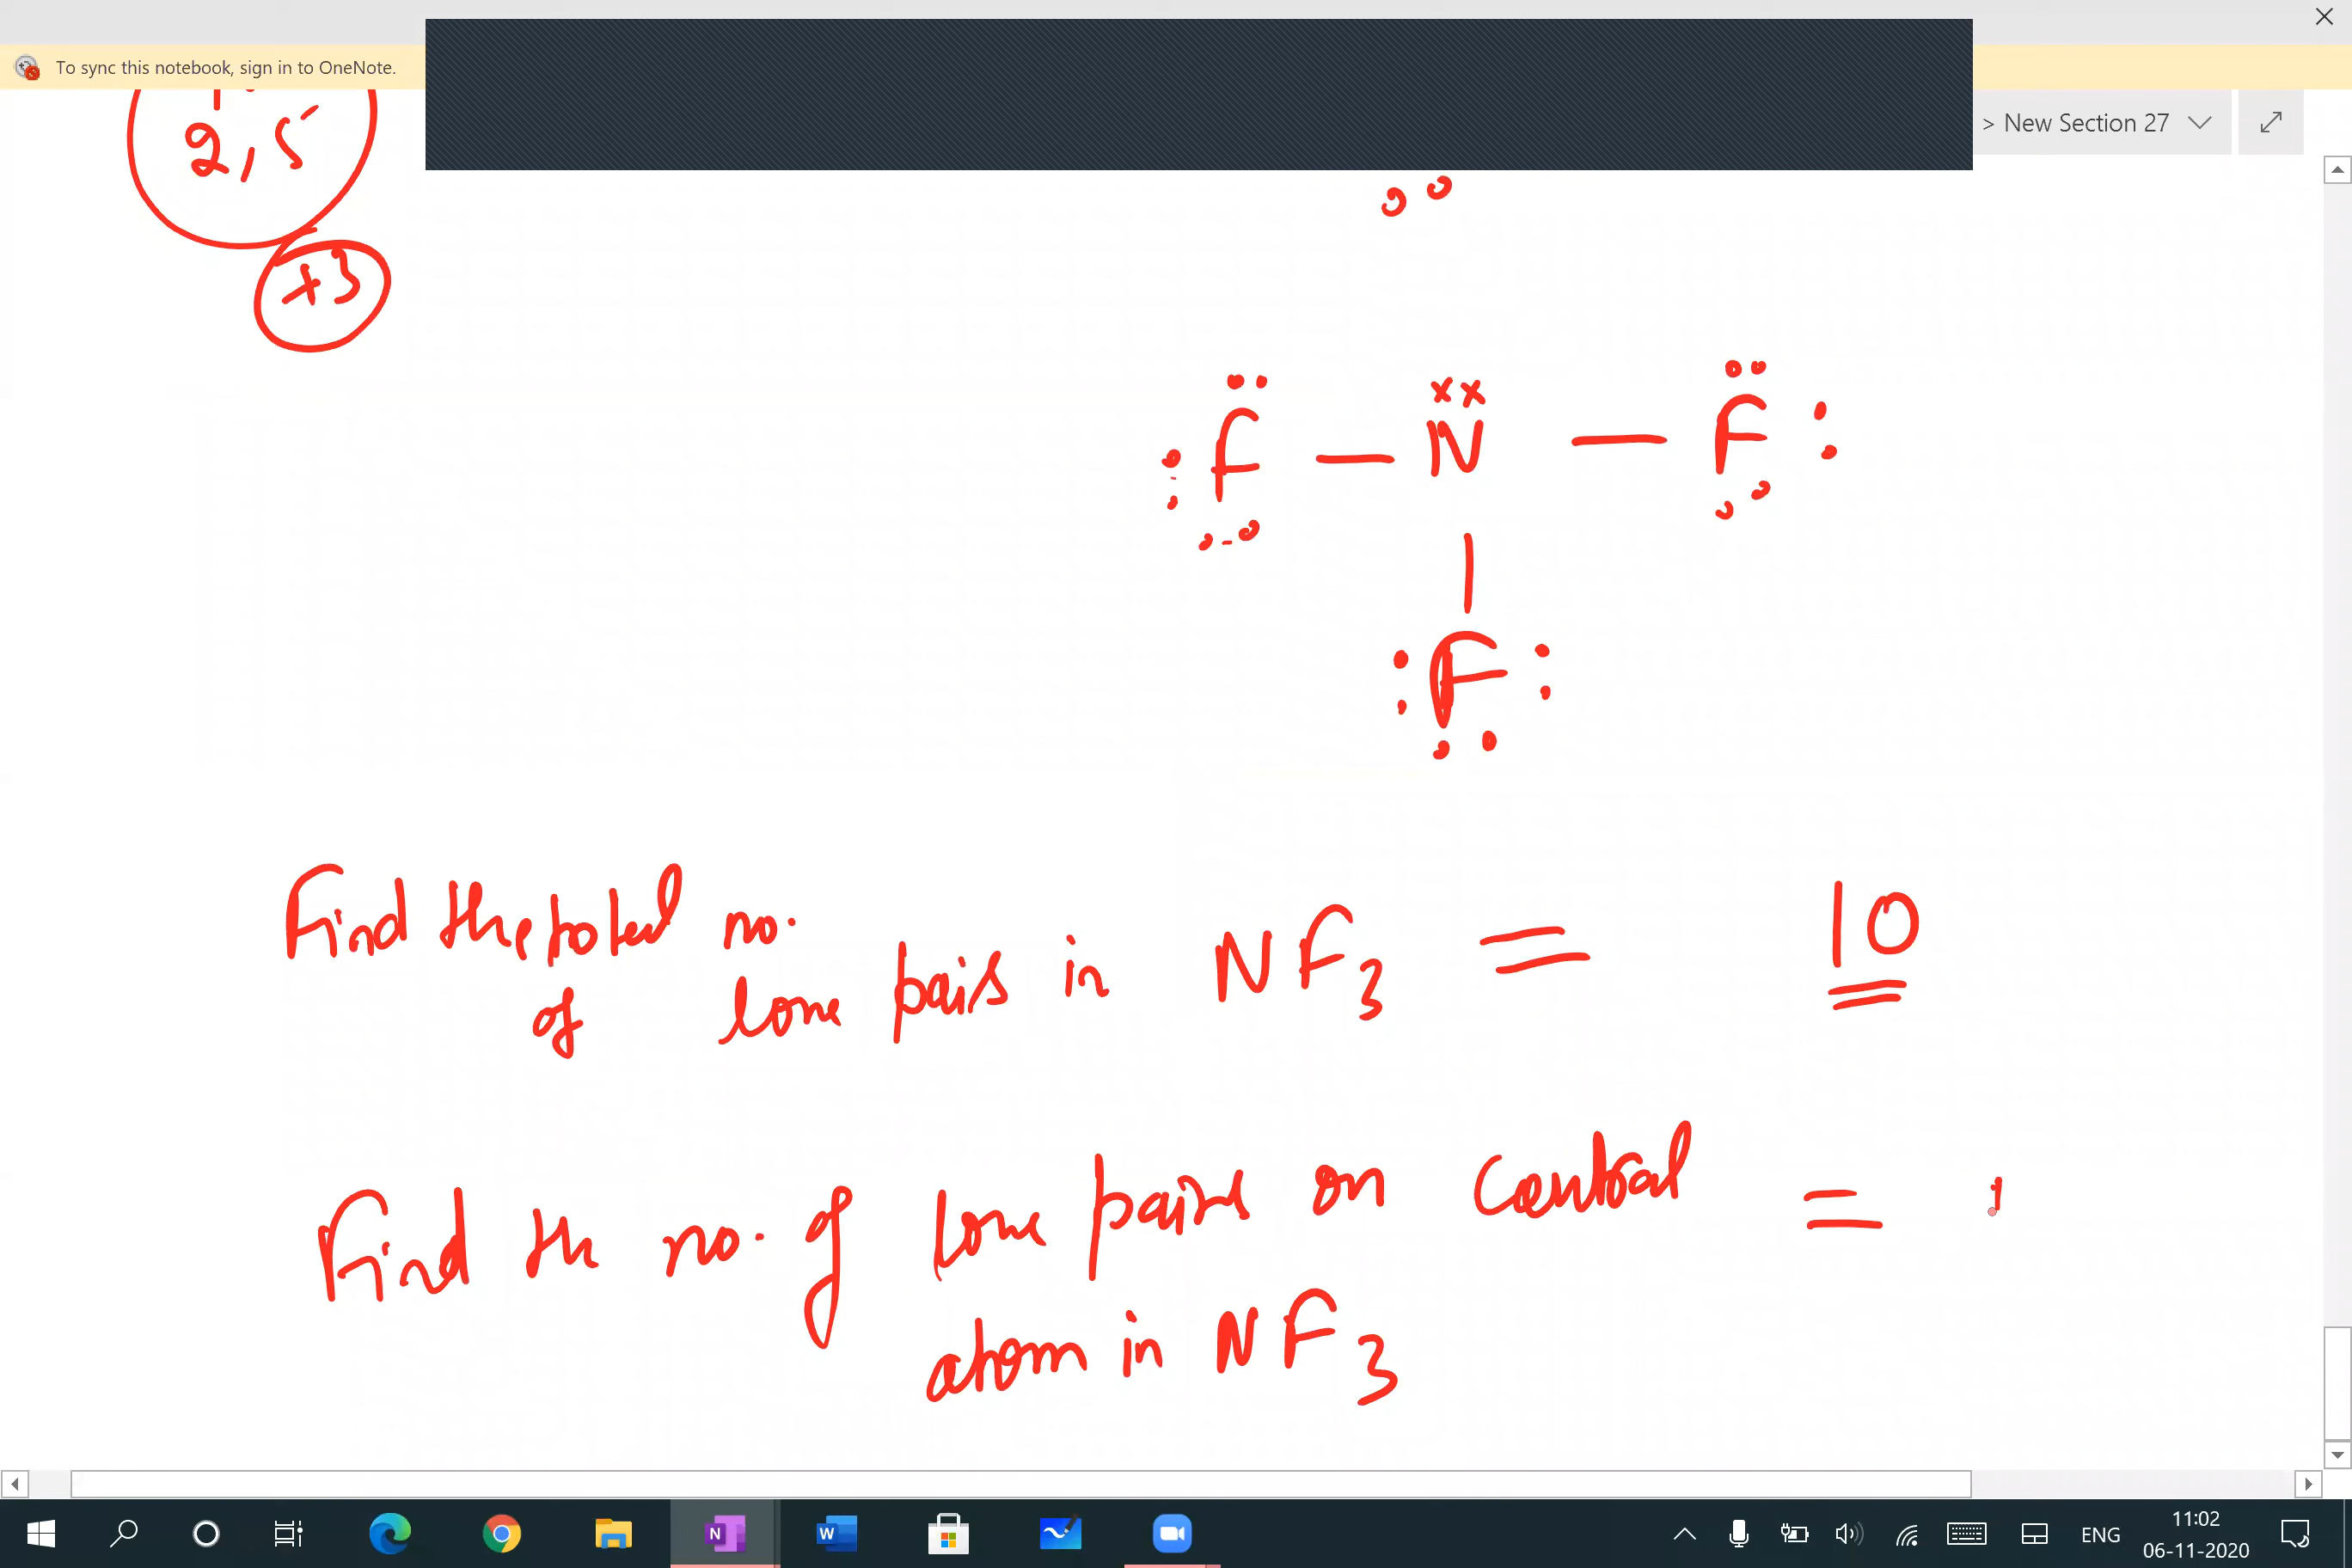 To sync this notebook, sign in to OneNote.
> New Section 27
2, 5
+3
F — N — F
F
Find the total no.
of lone pairs in NF3 = 10
Find the no. of lone pairs on central = 1
atom in NF3
N
W
ENG
11:02
06-11-2020